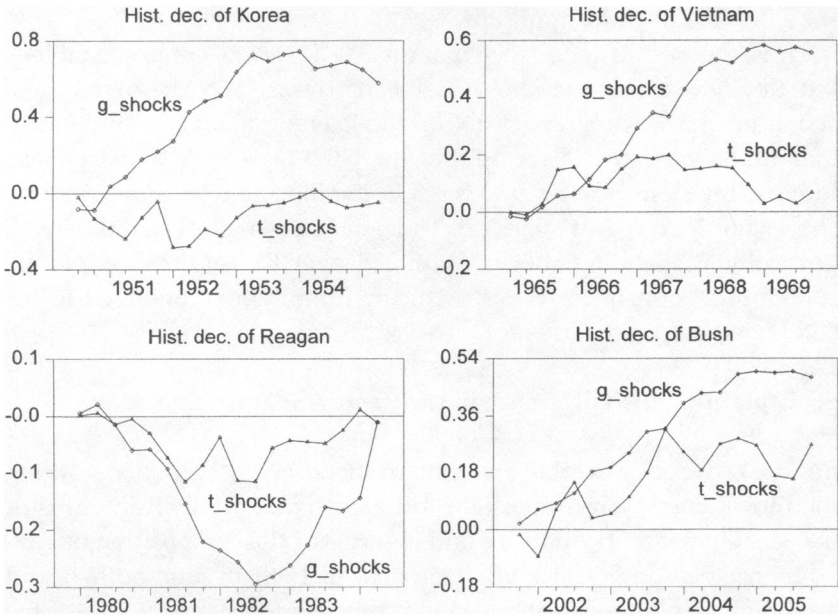 Hist. dec. of Korea
0.8
0.4
0.0
-0.4
g_shocks
t_shocks
1951 1952 1953 1954
Hist. dec. of Vietnam
0.6
0.4
0.2
0.0
-0.2
g_shocks
t_shocks
1965 1966 1967 1968 1969
Hist. dec. of Reagan
0.1
-0.0
-0.1
-0.2
-0.3
t_shocks
g_shocks
1980 1981 1982 1983
Hist. dec. of Bush
0.54
0.36
0.18
0.00
-0.18
g_shocks
t_shocks
2002 2003 2004 2005